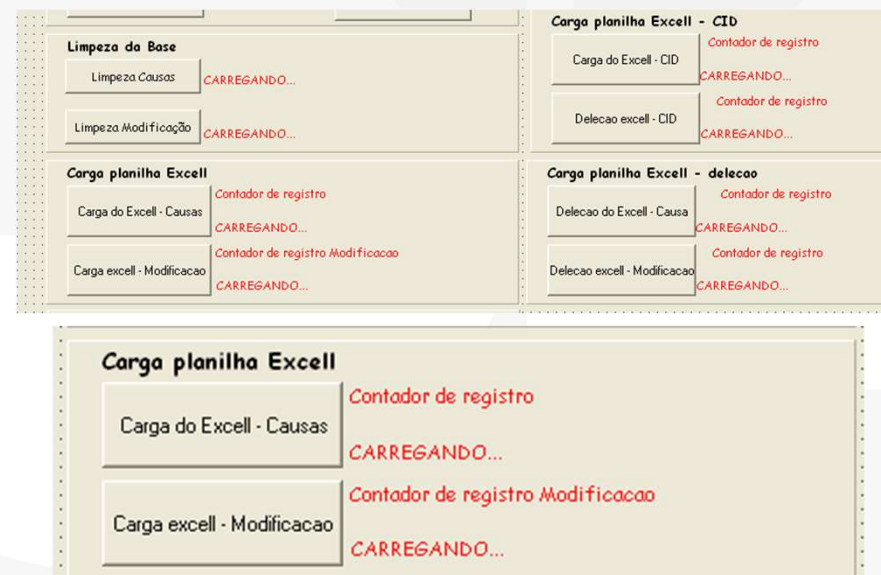 Limpeza da Base
Limpeza Causas
CARREGANDO...
Limpeza Modificação
CARREGANDO...
Carga planilha Excell - CID
Contador de registro
Carga do Excell - CID
CARREGANDO...
Contador de registro
Delecao excell - CID
CARREGANDO...
Carga planilha Excell
Contador de registro
Carga do Excell - Causas
CARREGANDO...
Contador de registro Modificacao
Carga excell - Modificacao
CARREGANDO...
Carga planilha Excell - delecao
Contador de registro
Delecao do Excell - Causa
CARREGANDO...
Contador de registro
Delecao excell - Modificacao
CARREGANDO...
Carga planilha Excell
Contador de registro
Carga do Excell - Causas
CARREGANDO...
Contador de registro Modificacao
Carga excell - Modificacao
CARREGANDO...